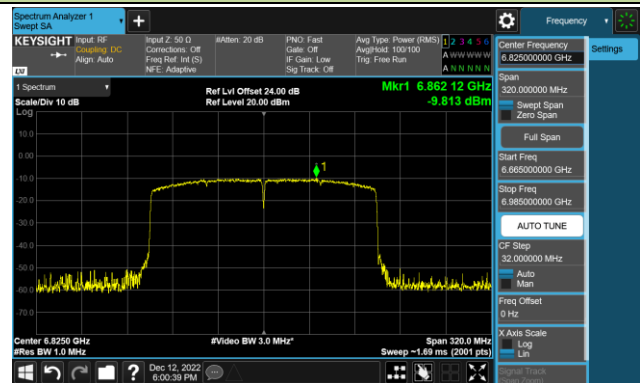 Spectrum Analyzer 1
Swept SA
Frequency
KEYSIGHT
Input: RF
Coupling: DC
Align: Auto
Input Z: 50 Ω
Corrections: Off
Freq Ref: Int (S)
NFE: Adaptive
#Atten: 20 dB
PNO: Fast
Gate: Off
IF Gain: Low
Sig Track: Off
Avg Type: Power (RMS)
Avg|Hold: 100/100
Trig: Free Run
1 2 3 4 5 6
A W W W W W
A N N N N N
LXI
1 Spectrum
Scale/Div 10 dB
Log
Ref Lvl Offset 24.00 dB
Ref Level 20.00 dBm
Mkr1 6.862 12 GHz
-9.813 dBm
10.0
0.00
-10.0
-20.0
-30.0
-40.0
-50.0
-60.0
-70.0
1
Center 6.8250 GHz
#Res BW 1.0 MHz
#Video BW 3.0 MHz*
Span 320.0 MHz
Sweep ~1.69 ms (2001 pts)
Dec 12, 2022
6:00:39 PM
?
Center Frequency
6.825000000 GHz
Settings
Span
320.000000 MHz
Swept Span
Zero Span
Full Span
Start Freq
6.665000000 GHz
Stop Freq
6.985000000 GHz
AUTO TUNE
CF Step
32.000000 MHz
Auto
Man
Freq Offset
0 Hz
X Axis Scale
Log
Lin
Signal Track
(Span Zoom)